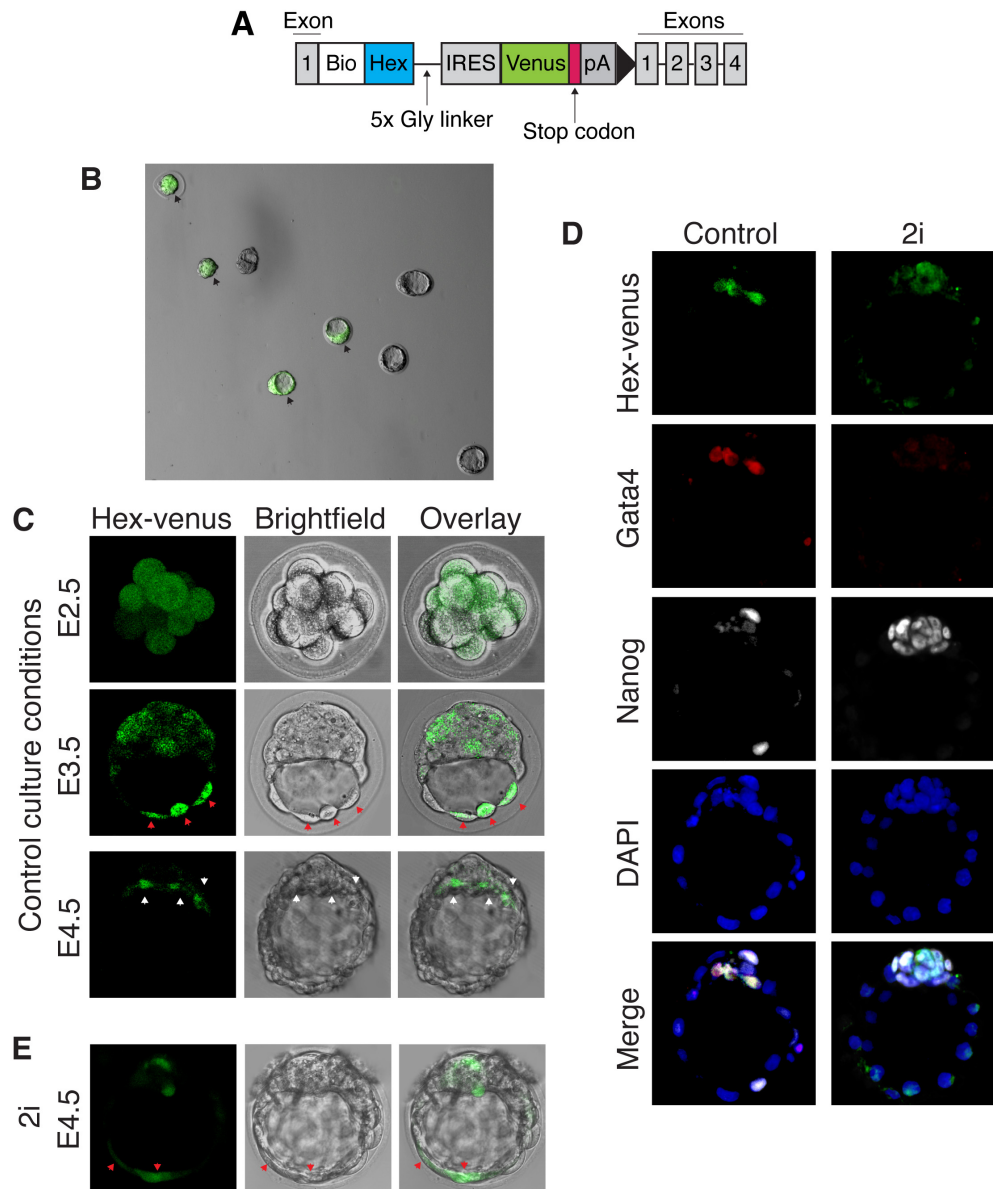 A
Exon
Exons
1 Bio Hex IRES Venus pA 1 2 3 4
5x Gly linker
Stop codon
B
C
Hex-venus Brightfield Overlay
Control culture conditions
E2.5
E3.5
E4.5
D
Control 2i
Hex-venus
Gata4
Nanog
DAPI
Merge
E
2i
E4.5